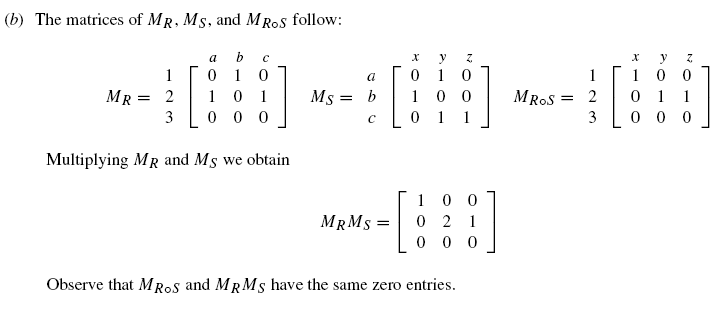 (b) The matrices of M_R, M_S, and M_{R∘S} follow:
a b c x y z x y z
1 0 1 0 a 0 1 0 1 1 0 0
M_R = 2 1 0 1 M_S = b 1 0 0 M_{R∘S} = 2 0 1 1
3 0 0 0 c 0 1 1 3 0 0 0
Multiplying M_R and M_S we obtain
1 0 0
M_R M_S = 0 2 1
0 0 0
Observe that M_{R∘S} and M_R M_S have the same zero entries.